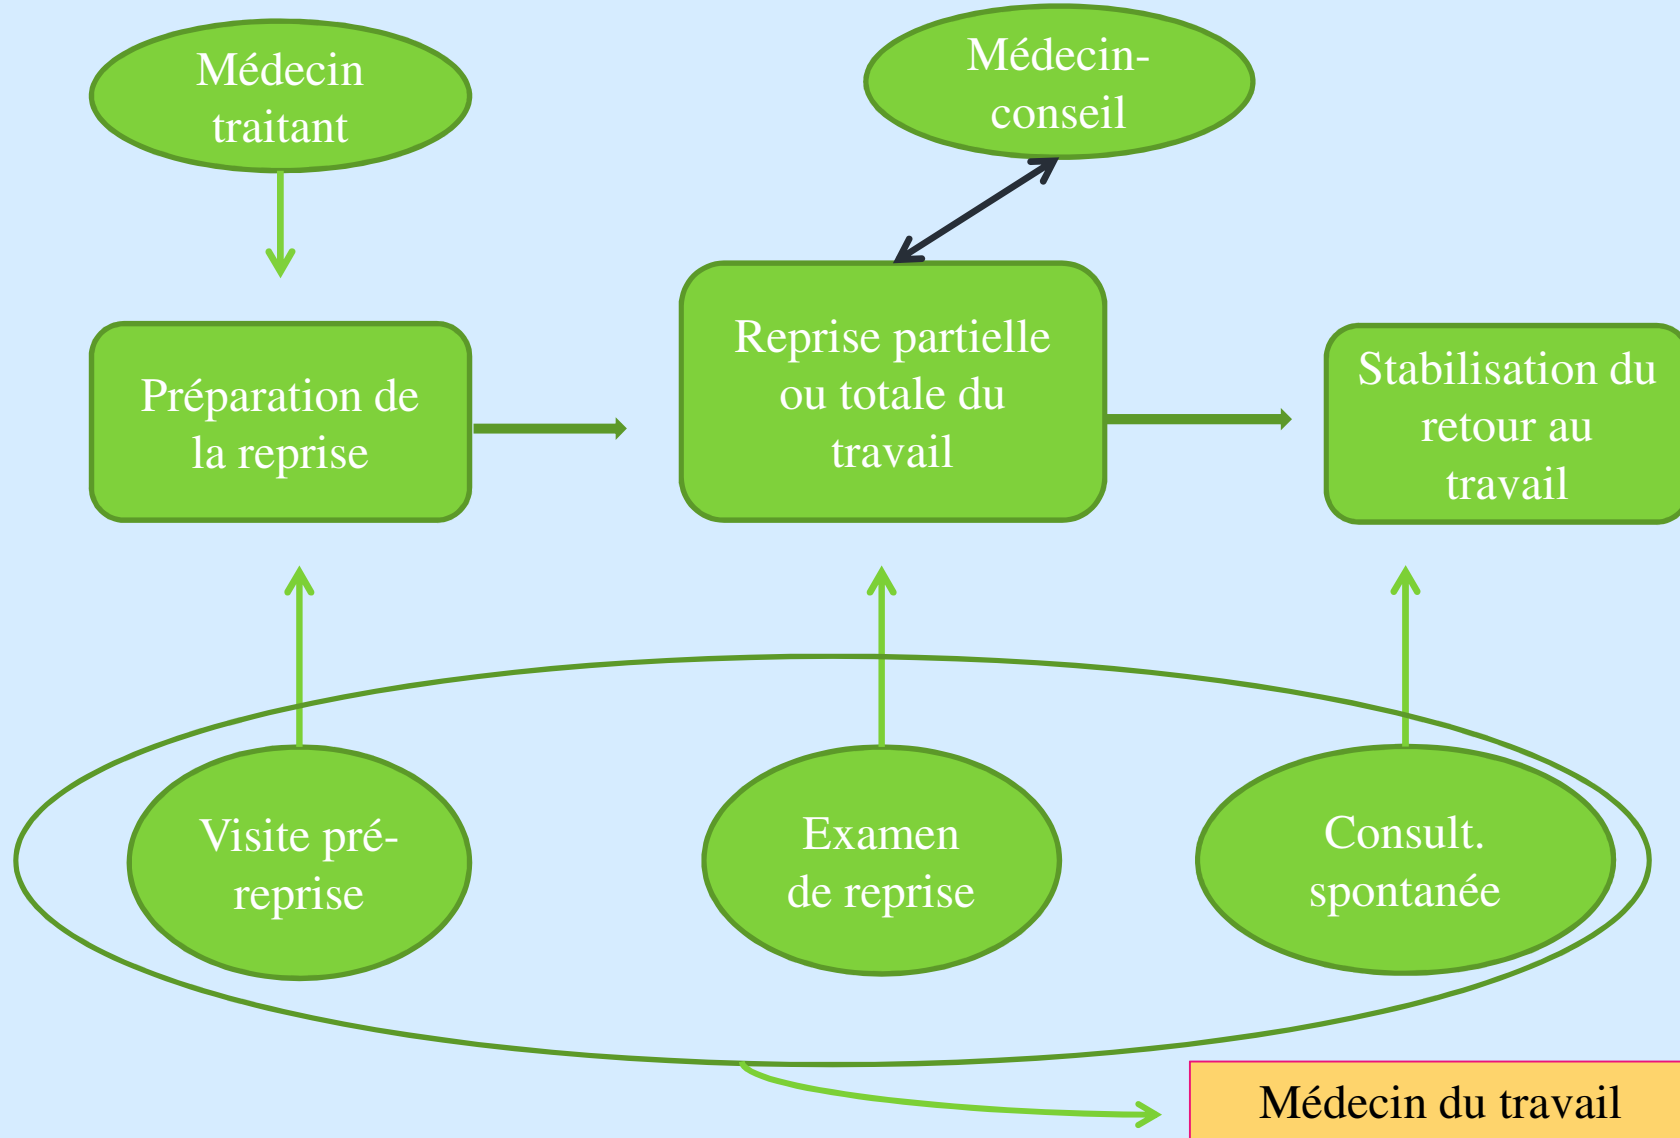 Médecin
traitant
Médecin-
conseil
Préparation de
la reprise
Reprise partielle
ou totale du
travail
Stabilisation du
retour au
travail
Visite pré-
reprise
Examen
de reprise
Consult.
spontanée
Médecin du travail